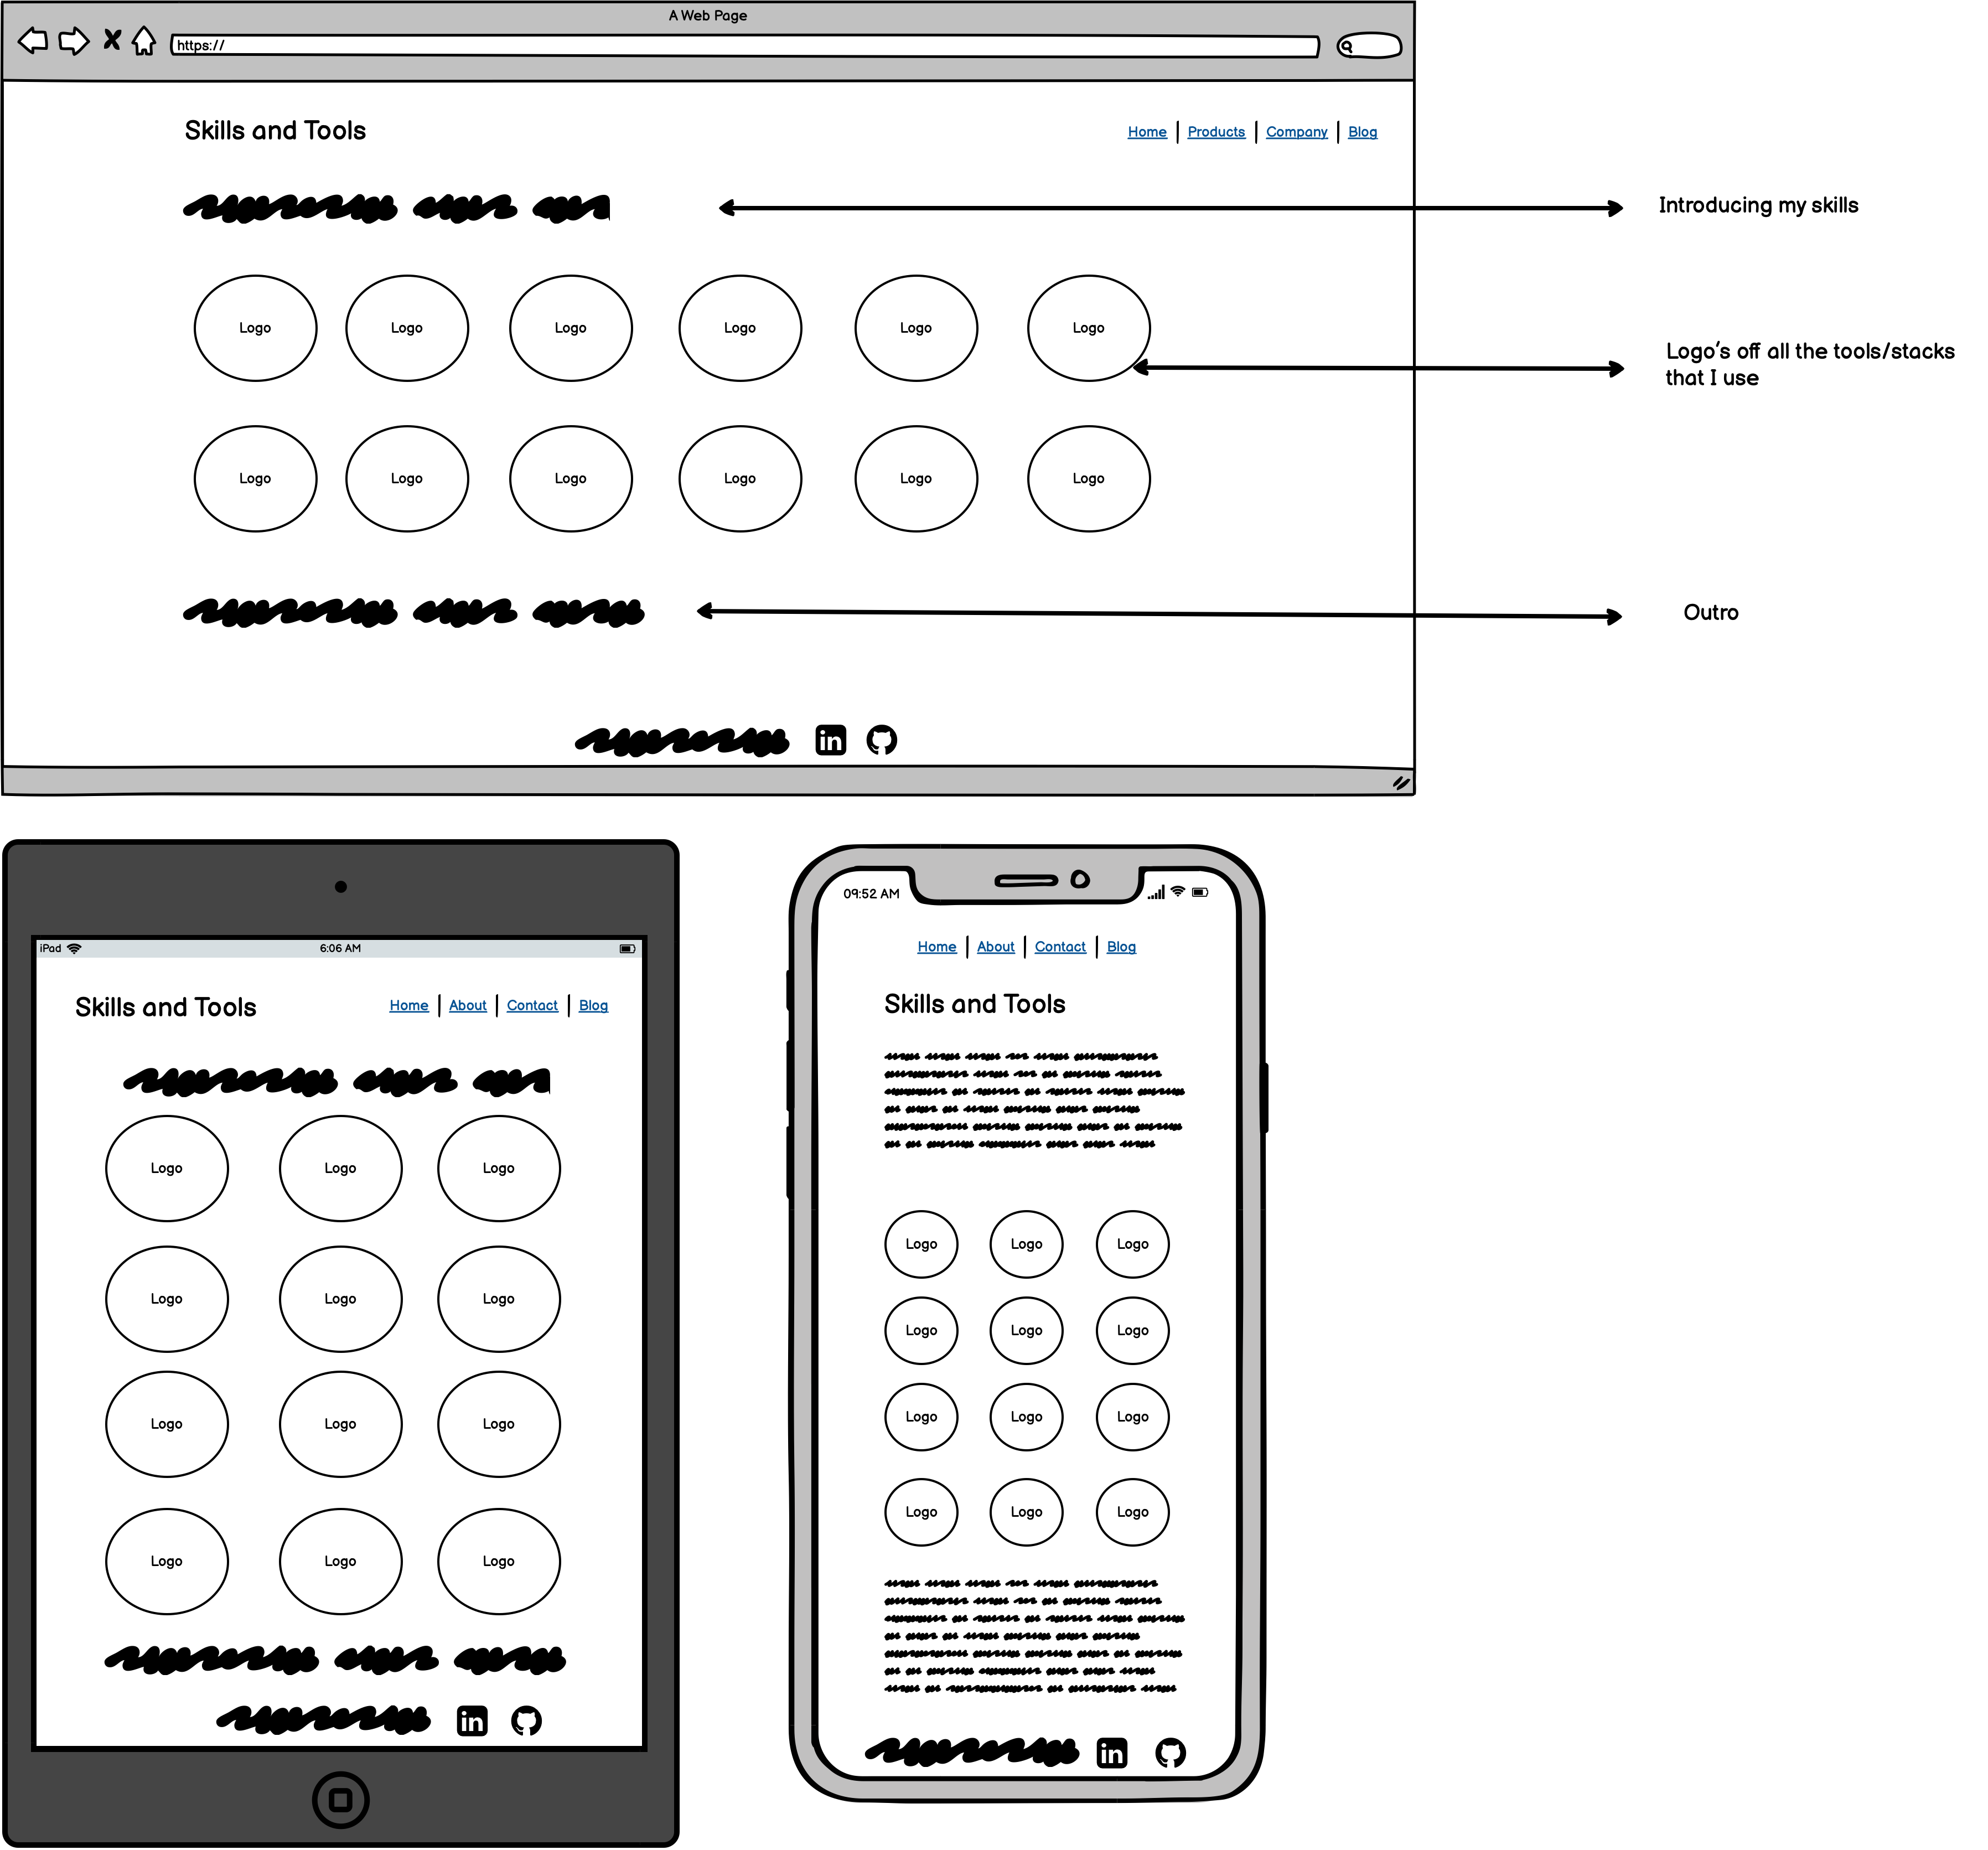 A Web Page
https://
Skills and Tools
Home Products Company Blog
Introducing my skills
Logo Logo Logo Logo Logo Logo
Logo's off all the tools/stacks
that I use
Logo Logo Logo Logo Logo Logo
Outro
in
iPad 6:06 AM
Skills and Tools
Home About Contact Blog
Logo Logo Logo
Logo Logo Logo
Logo Logo Logo
Logo Logo Logo
in
09:52 AM
Home About Contact Blog
Skills and Tools
Logo Logo Logo
Logo Logo Logo
Logo Logo Logo
Logo Logo Logo
in